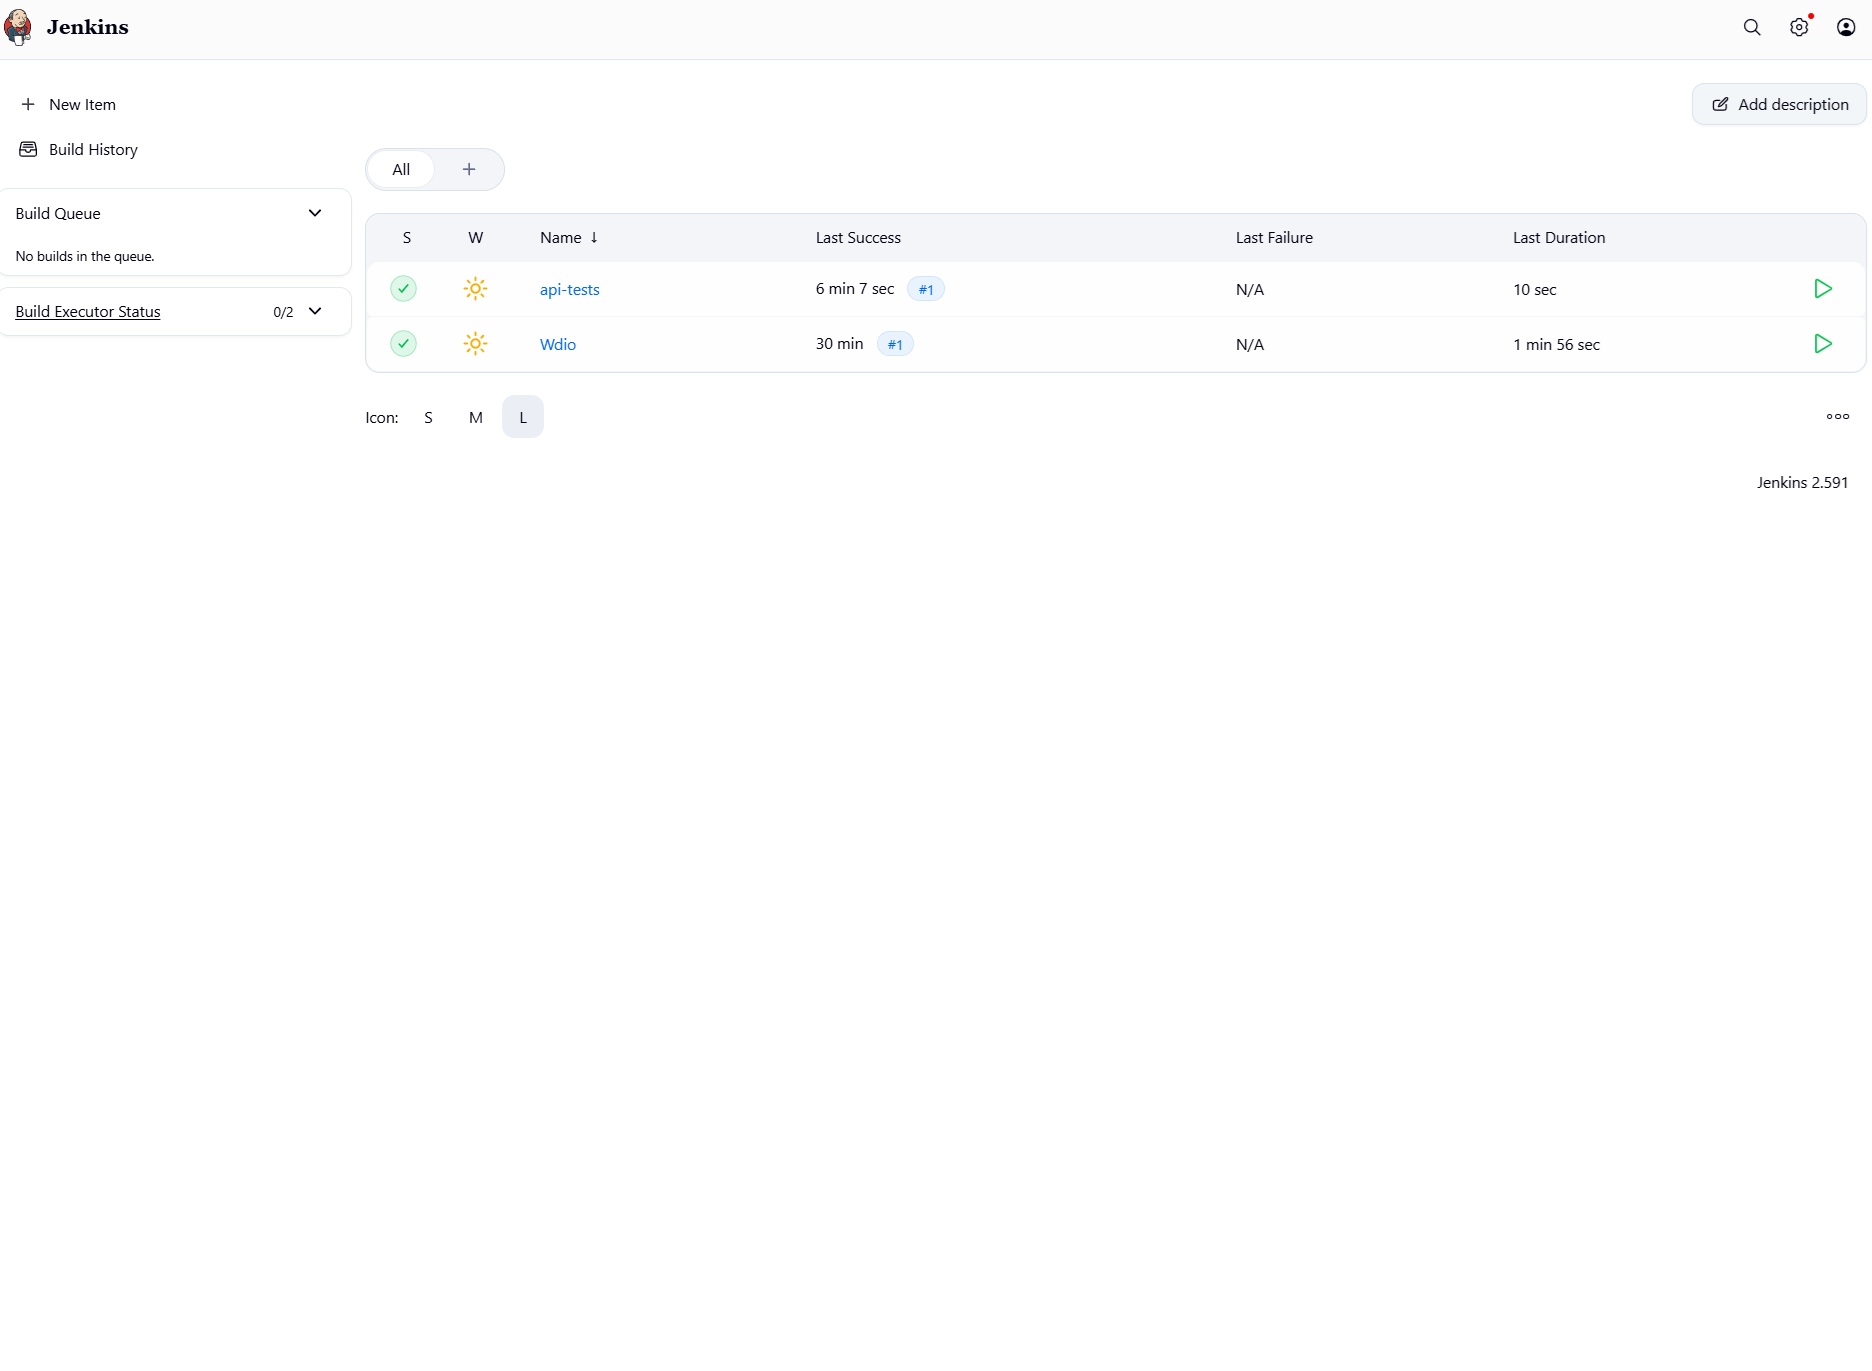 Jenkins
New Item
Add description
Build History
All
Build Queue
No builds in the queue.
Build Executor Status 0/2
S W Name ↓ Last Success Last Failure Last Duration
api-tests 6 min 7 sec #1 N/A 10 sec
Wdio 30 min #1 N/A 1 min 56 sec
Icon: S M L
Jenkins 2.591